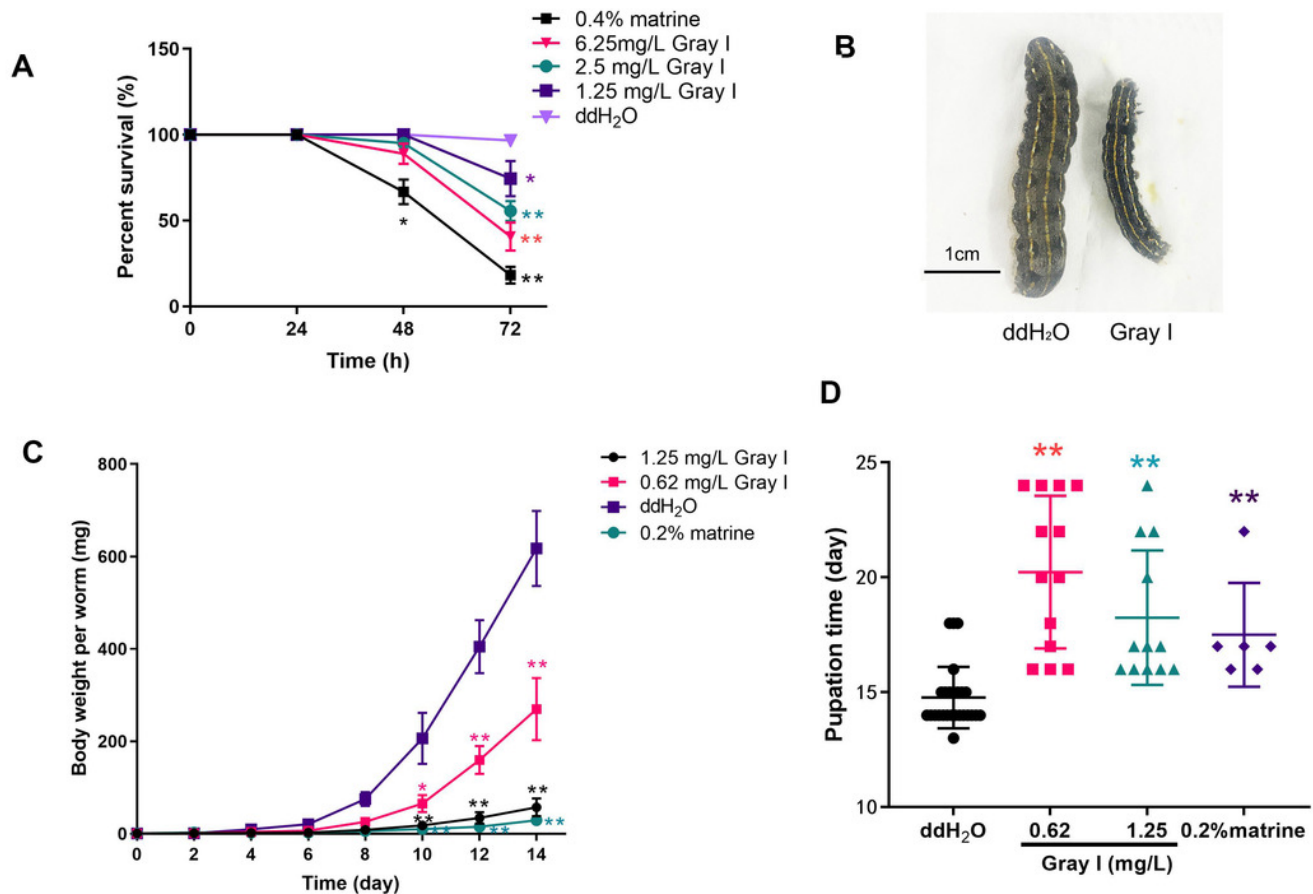 A
0.4% matrine
6.25mg/L Gray I
2.5 mg/L Gray I
1.25 mg/L Gray I
ddH₂O
Percent survival (%)
150
100
50
0
0 24 48 72
Time (h)
*
*
**
**
**
B
1cm
ddH₂O Gray I
C
1.25 mg/L Gray I
0.62 mg/L Gray I
ddH₂O
0.2% matrine
Body weight per worm (mg)
800
600
400
200
0
0 2 4 6 8 10 12 14
Time (day)
* ** **
** ** **
** ** **
D
Pupation time (day)
25
20
15
10
** ** **
ddH₂O 0.62 1.25 0.2%matrine
Gray I (mg/L)